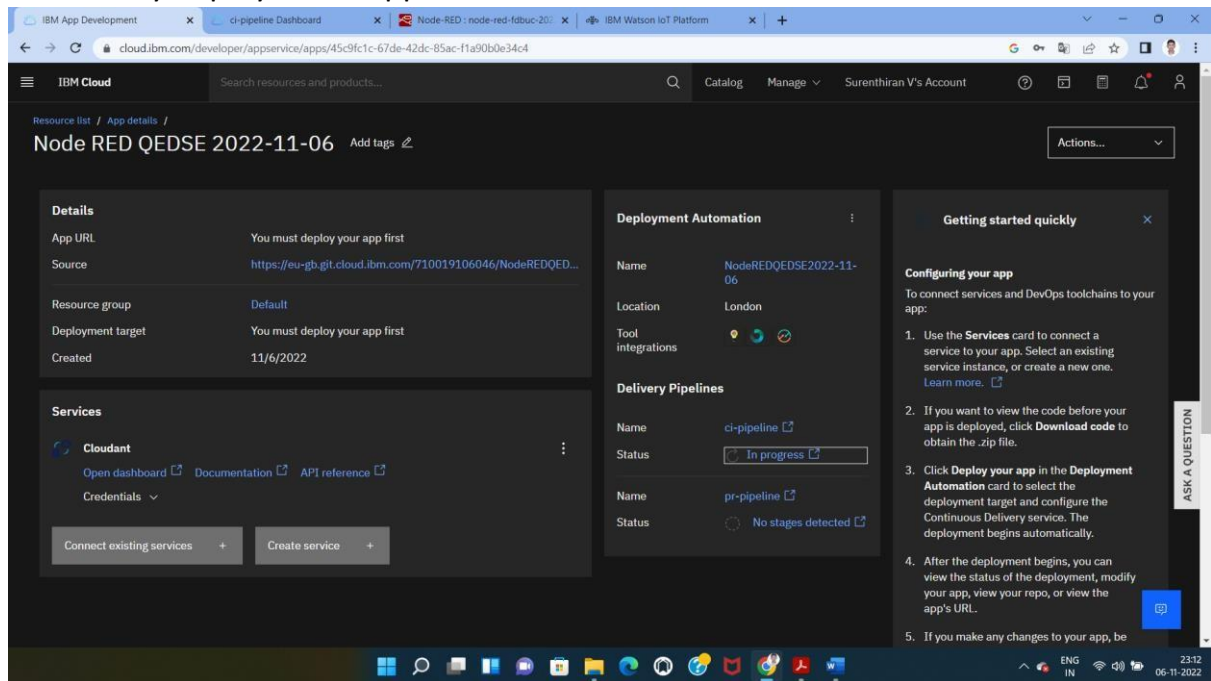 IBM App Development
ci-pipeline Dashboard
Node-RED : node-red-fdbuc-202
IBM Watson IoT Platform
cloud.ibm.com/developer/appservice/apps/45c9fc1c-67de-42dc-85ac-f1a90b0e34c4
IBM Cloud
Search resources and products...
Catalog
Manage
Surenthiran V's Account
Resource list / App details /
Node RED QEDSE 2022-11-06
Add tags
Actions...
Details
App URL You must deploy your app first
Source https://eu-gb.git.cloud.ibm.com/710019106046/NodeREDQED...
Resource group Default
Deployment target You must deploy your app first
Created 11/6/2022
Services
Cloudant
Open dashboard Documentation API reference
Credentials
Connect existing services +
Create service +
Deployment Automation
Name NodeREDQEDSE2022-11-
06
Location London
Tool
integrations
Delivery Pipelines
Name ci-pipeline
Status In progress
Name pr-pipeline
Status No stages detected
Getting started quickly
Configuring your app
To connect services and DevOps toolchains to your
app:
1. Use the Services card to connect a
service to your app. Select an existing
service instance, or create a new one.
Learn more.
2. If you want to view the code before your
app is deployed, click Download code to
obtain the .zip file.
3. Click Deploy your app in the Deployment
Automation card to select the
deployment target and configure the
Continuous Delivery service. The
deployment begins automatically.
4. After the deployment begins, you can
view the status of the deployment, modify
your app, view your repo, or view the
app's URL.
5. If you make any changes to your app, be
ASK A QUESTION
ENG
IN
23:12
06-11-2022